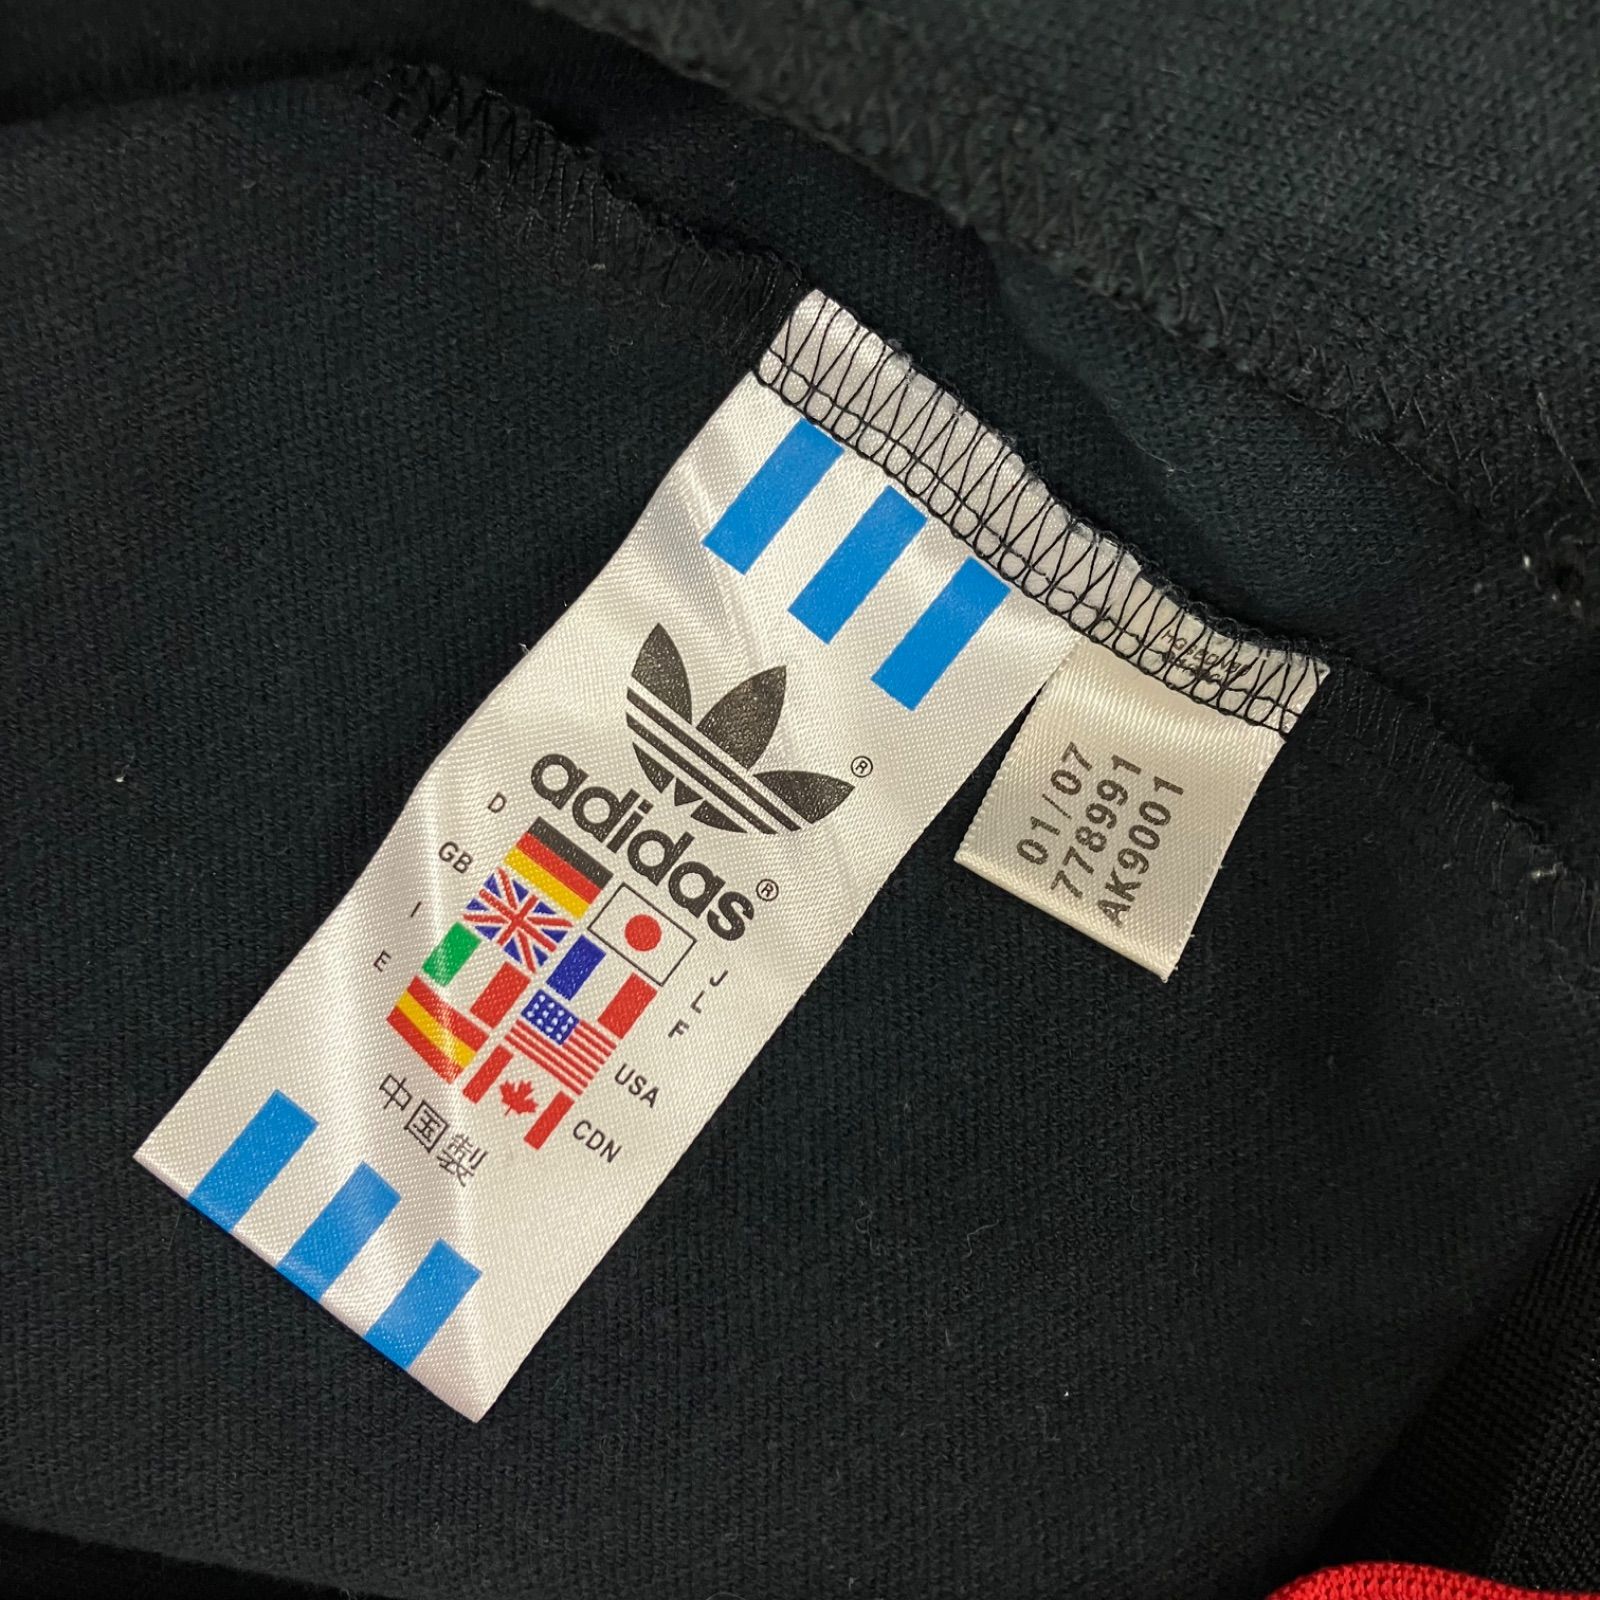 adidas
D
GB
I
E
J
L
F
USA
CDN
中国製
01/07
778991
AK9001